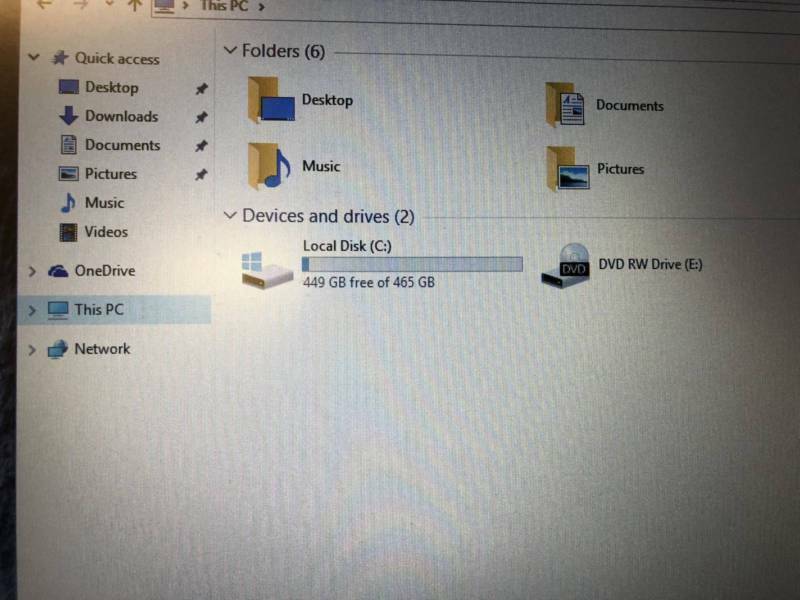 This PC
Quick access
Desktop
Downloads
Documents
Pictures
Music
Videos
OneDrive
This PC
Network
Folders (6)
Desktop
Documents
Music
Pictures
Devices and drives (2)
Local Disk (C:)
449 GB free of 465 GB
DVD
DVD RW Drive (E:)